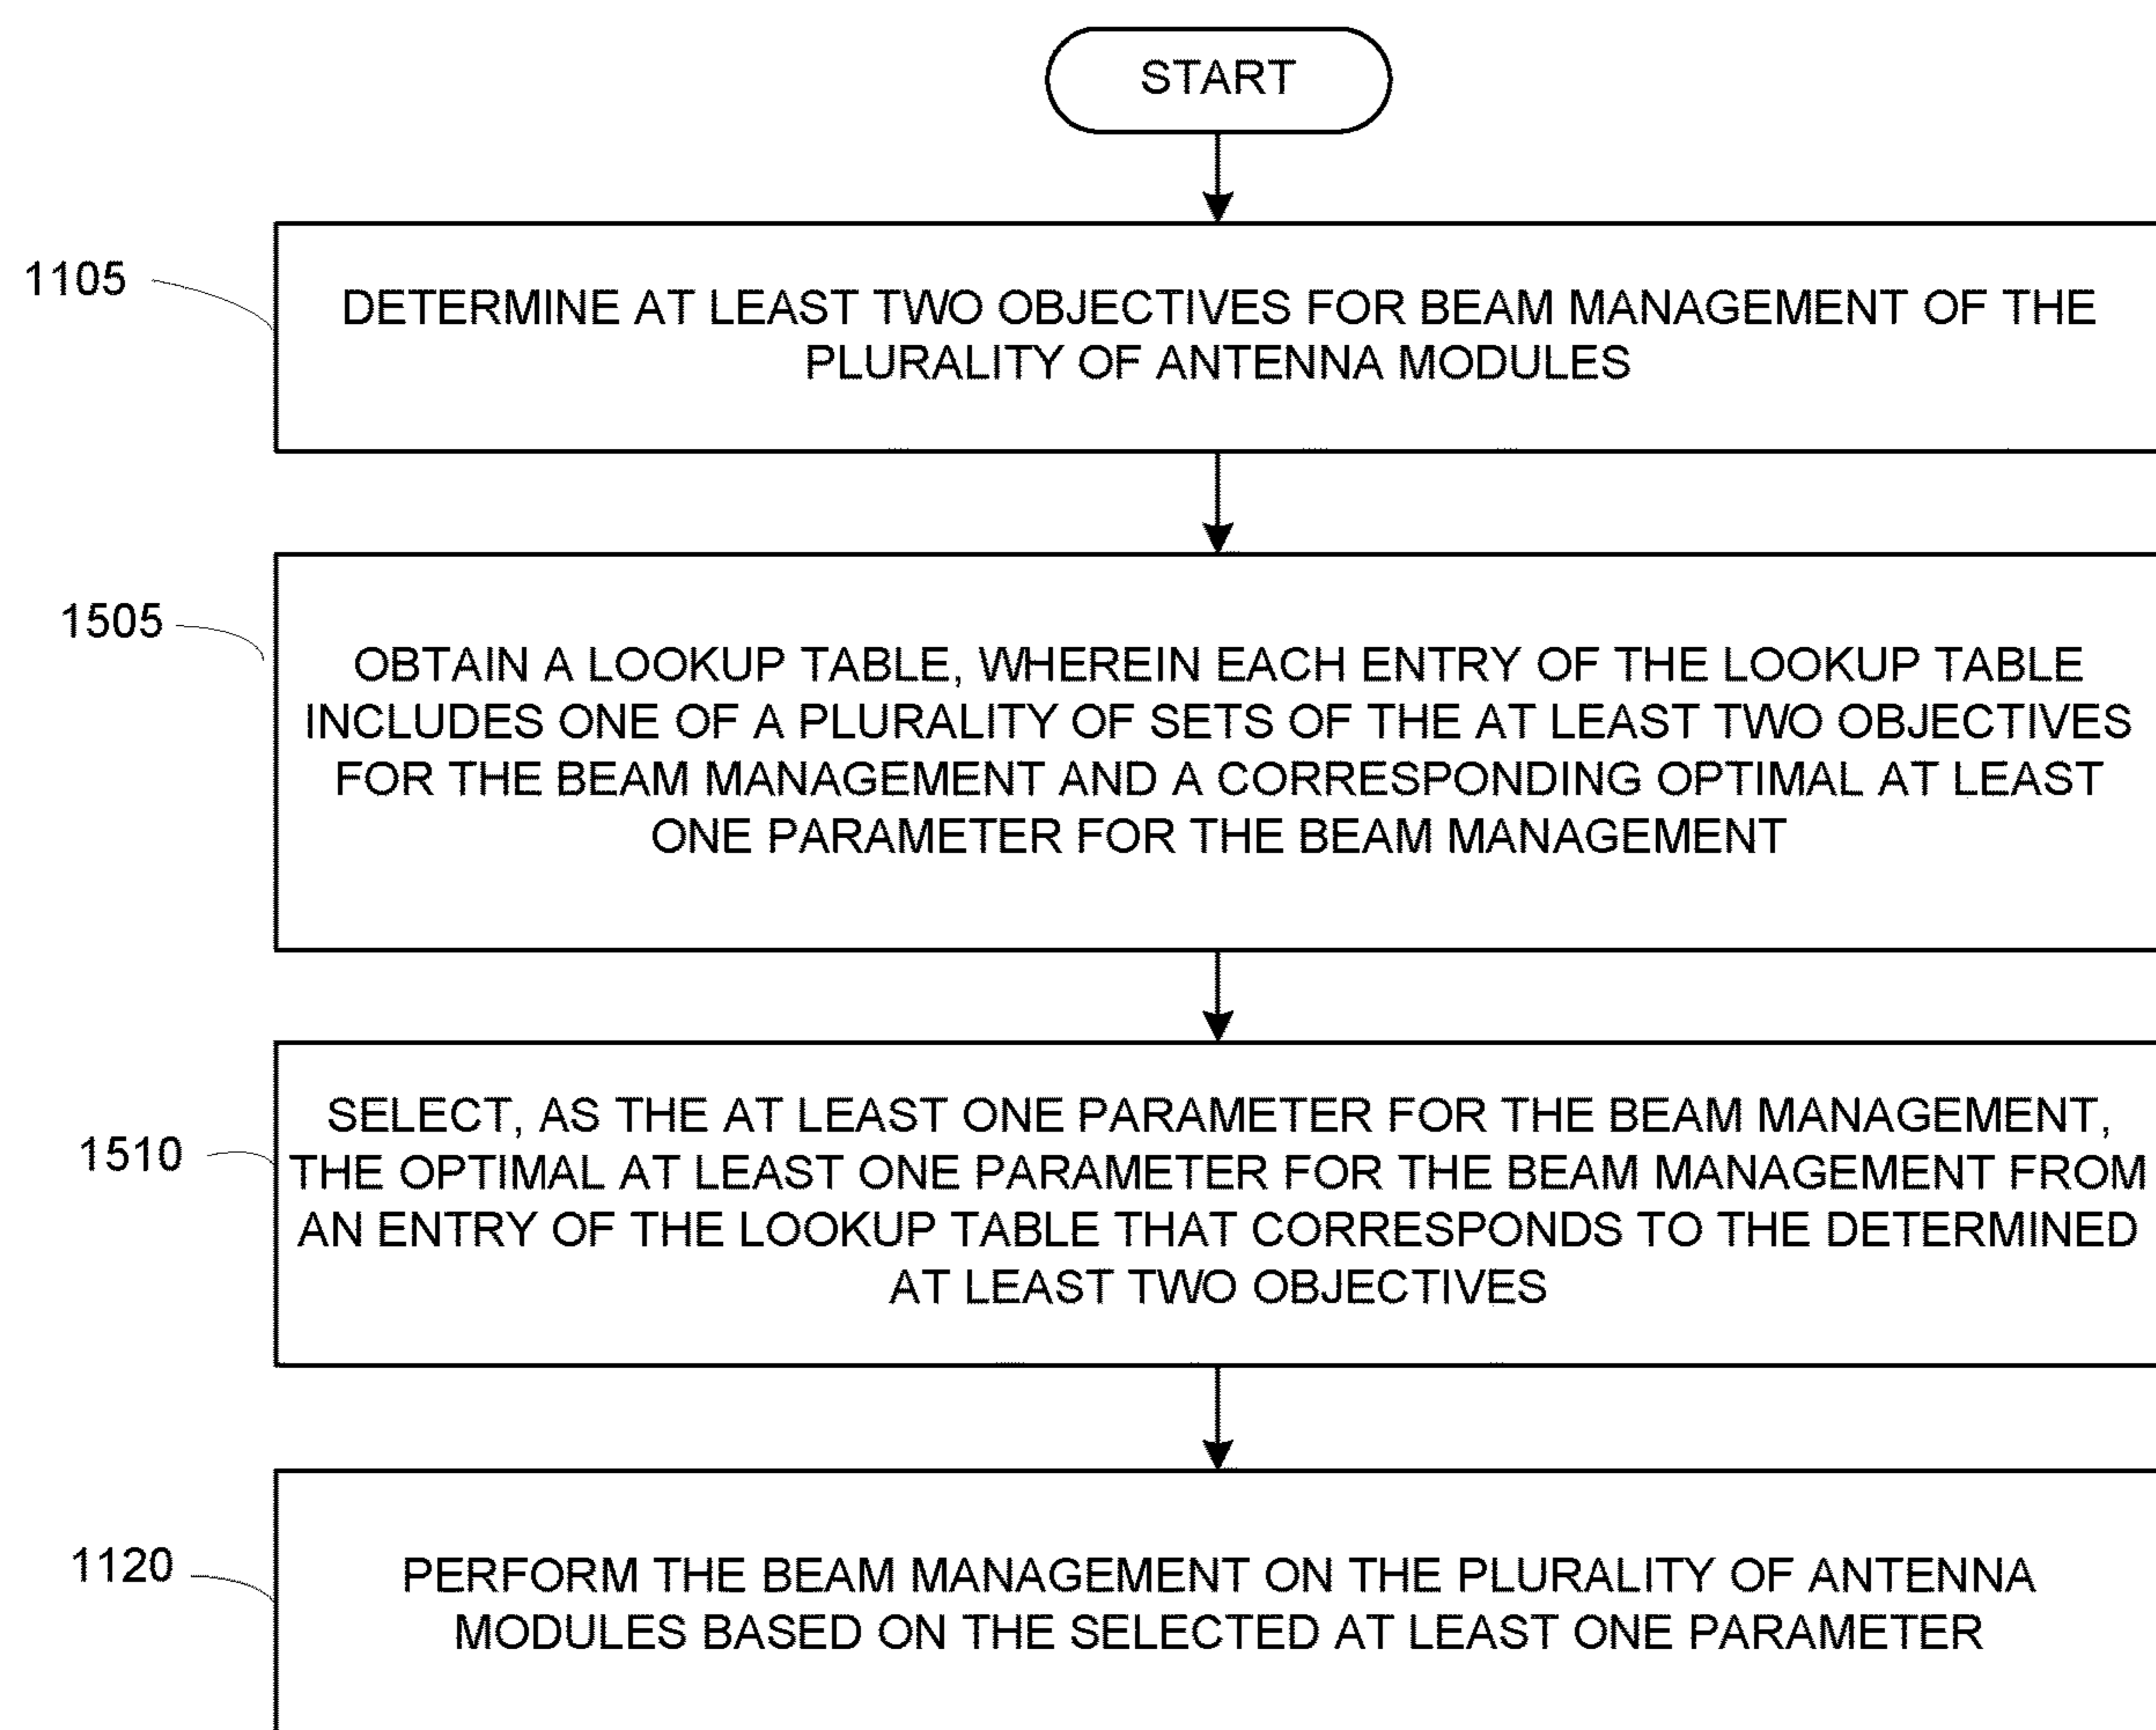 START
1105
DETERMINE AT LEAST TWO OBJECTIVES FOR BEAM MANAGEMENT OF THE
PLURALITY OF ANTENNA MODULES
1505
OBTAIN A LOOKUP TABLE, WHEREIN EACH ENTRY OF THE LOOKUP TABLE
INCLUDES ONE OF A PLURALITY OF SETS OF THE AT LEAST TWO OBJECTIVES
FOR THE BEAM MANAGEMENT AND A CORRESPONDING OPTIMAL AT LEAST
ONE PARAMETER FOR THE BEAM MANAGEMENT
1510
SELECT, AS THE AT LEAST ONE PARAMETER FOR THE BEAM MANAGEMENT,
THE OPTIMAL AT LEAST ONE PARAMETER FOR THE BEAM MANAGEMENT FROM
AN ENTRY OF THE LOOKUP TABLE THAT CORRESPONDS TO THE DETERMINED
AT LEAST TWO OBJECTIVES
1120
PERFORM THE BEAM MANAGEMENT ON THE PLURALITY OF ANTENNA
MODULES BASED ON THE SELECTED AT LEAST ONE PARAMETER